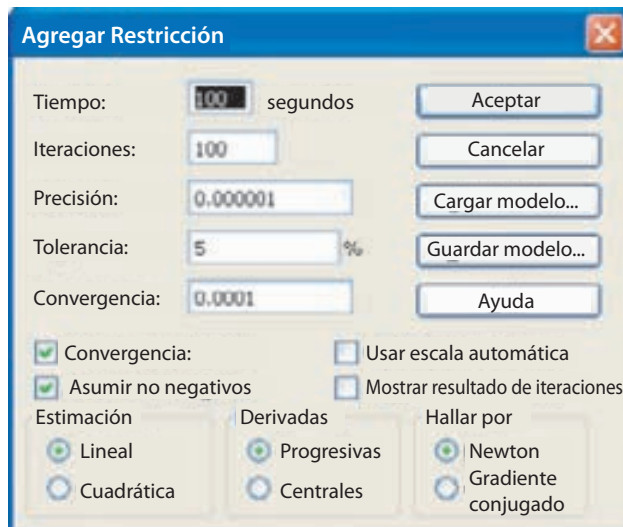 Agregar Restricción
Tiempo: 100 segundos Aceptar
Iteraciones: 100 Cancelar
Precisión: 0.000001 Cargar modelo...
Tolerancia: 5 % Guardar modelo...
Convergencia: 0.0001 Ayuda
Convergencia: Usar escala automática
Asumir no negativos Mostrar resultado de iteraciones
Estimación Derivadas Hallar por
Lineal Progresivas Newton
Cuadrática Centrales Gradiente
conjugado